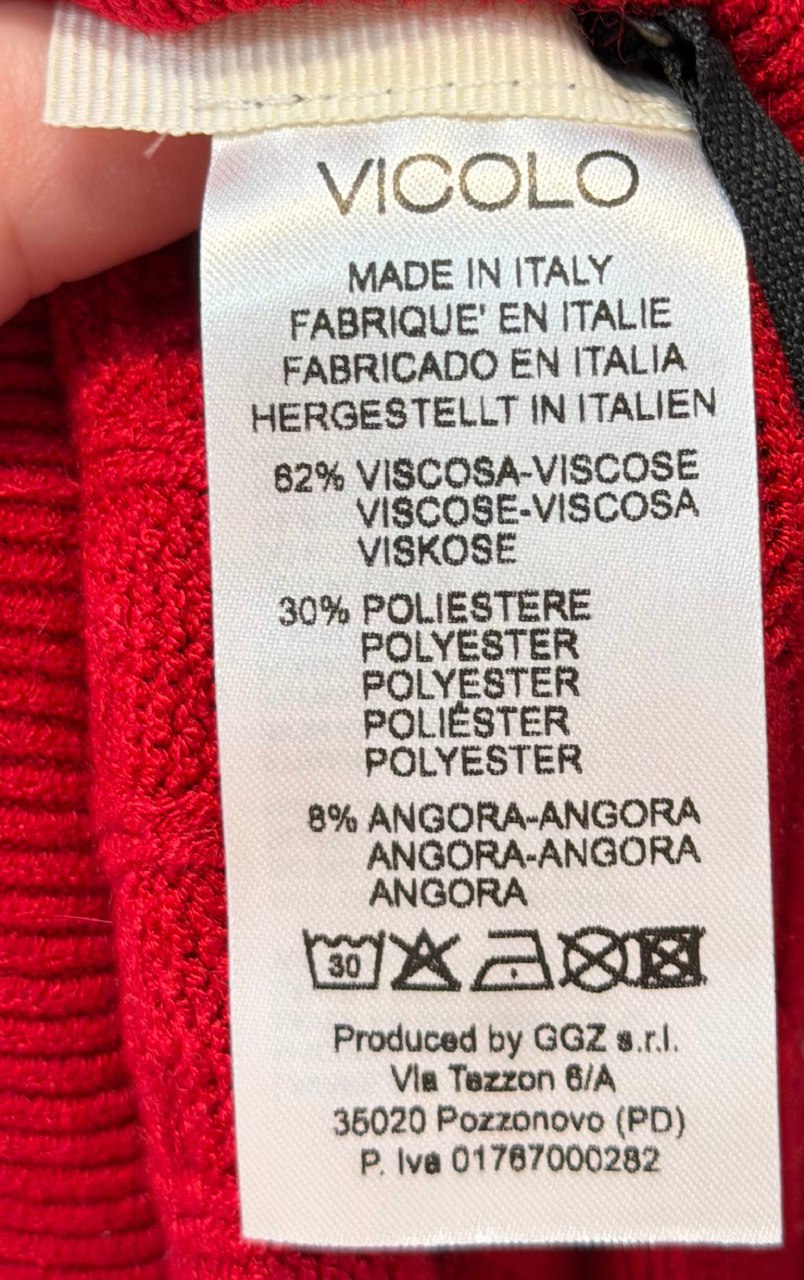 VICOLO
MADE IN ITALY
FABRIQUE' EN ITALIE
FABRICADO EN ITALIA
HERGESTELLT IN ITALIEN
62% VISCOSA-VISCOSE
VISCOSE-VISCOSA
VISKOSE
30% POLIESTERE
POLYESTER
POLYESTER
POLIÉSTER
POLYESTER
8% ANGORA-ANGORA
ANGORA-ANGORA
ANGORA
30
Produced by GGZ s.r.l.
Via Tazzon 6/A
35020 Pozzonovo (PD)
P. Iva 01767000282